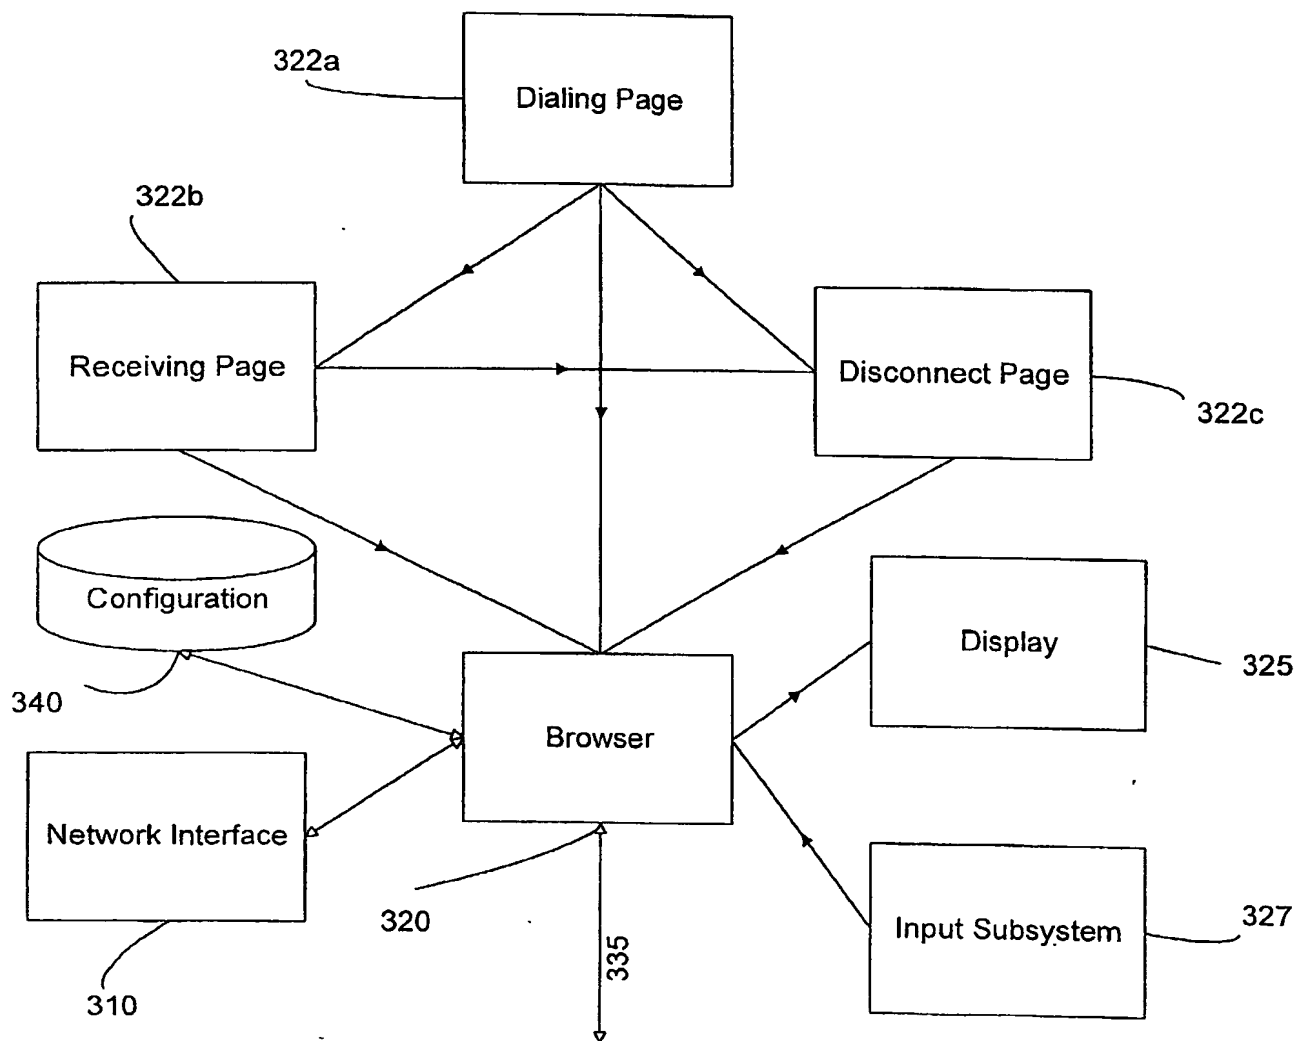 322a
Dialing Page
322b
Receiving Page
Disconnect Page
322c
Configuration
340
Display
325
Browser
Network Interface
320
335
Input Subsystem
327
310